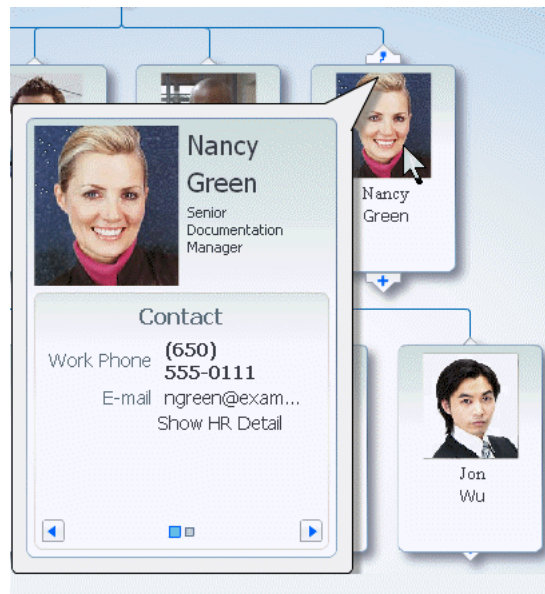 Nancy
Green
Senior
Documentation
Manager
Contact
Work Phone (650)
555-0111
E-mail ngreen@exam...
Show HR Detail
Nancy
Green
Jon
Wu